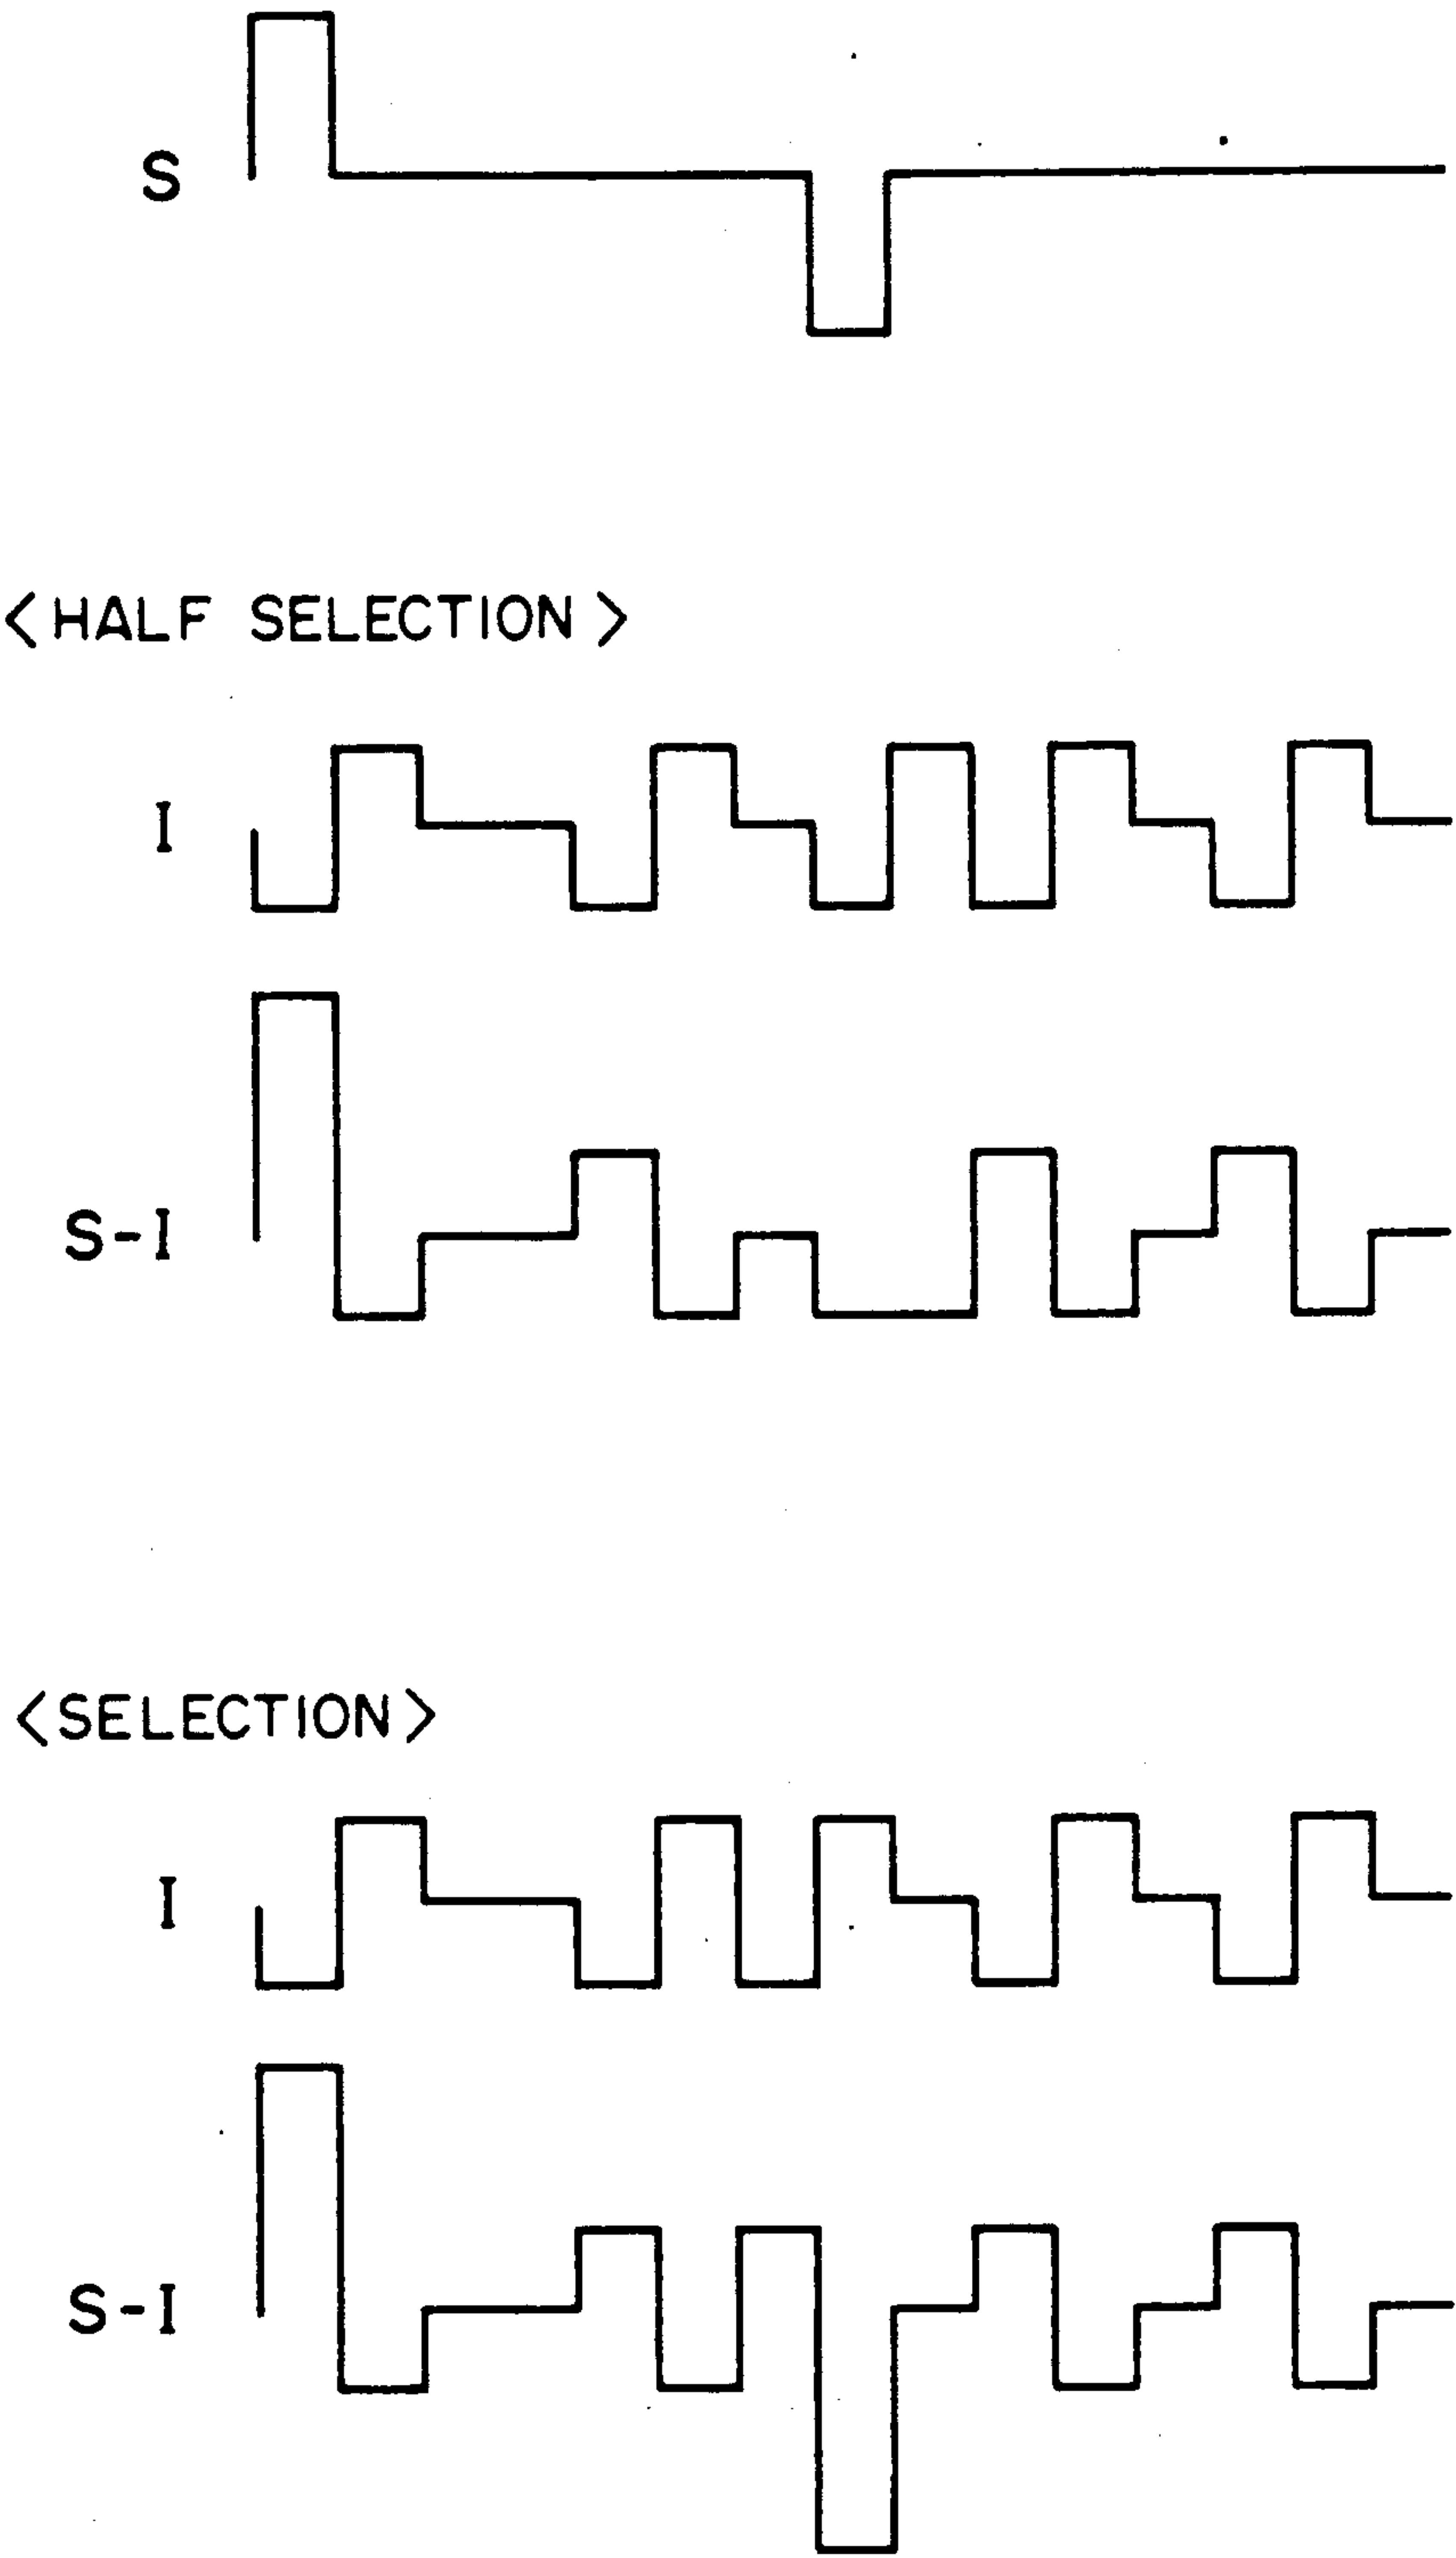 S
<HALF SELECTION>
I
S-I
<SELECTION>
I
S-I